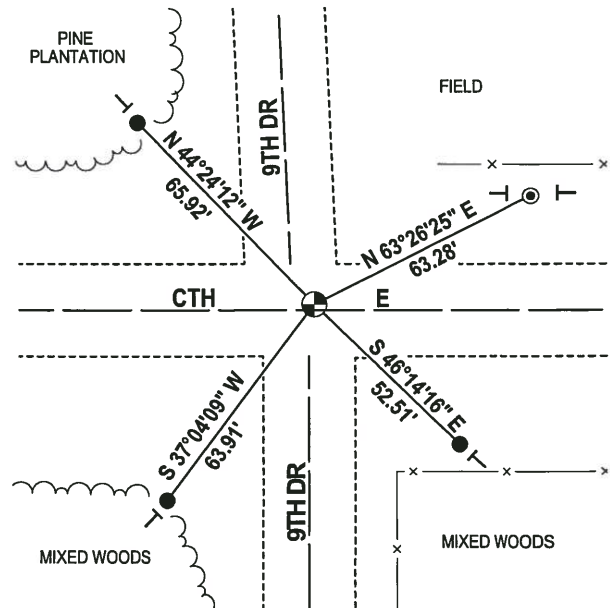 PINE
PLANTATION
FIELD
9TH DR
N 44°24'12" W
65.92'
N 63°26'25" E
63.28'
CTH E
S 46°14'16" E
52.51'
S 37°04'09" W
63.91'
9TH DR
MIXED WOODS
MIXED WOODS